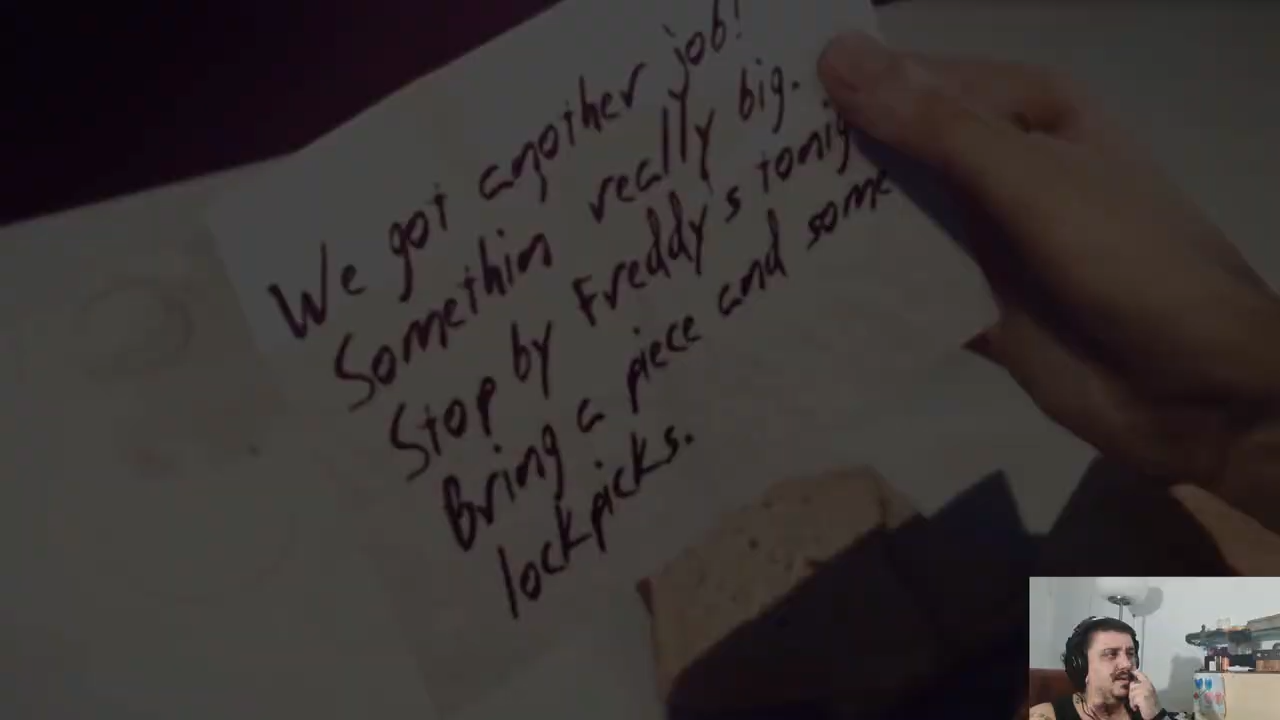 We got another job!
Somethin really big.
Stop by Freddy's
Bring a piece and some
lockpicks.